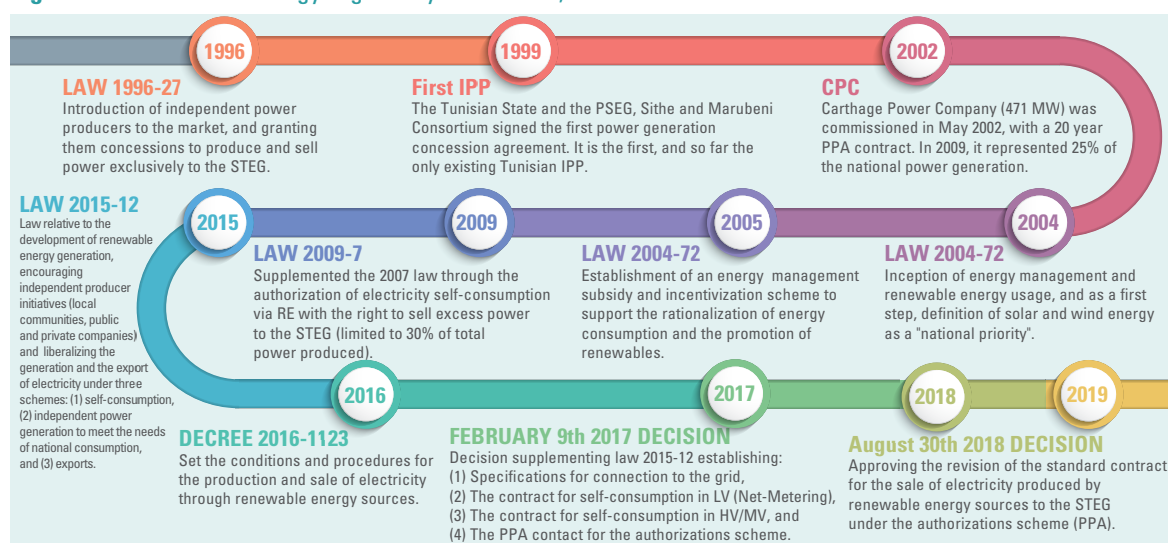 1996
LAW 1996-27
Introduction of independent power
producers to the market, and granting
them concessions to produce and sell
power exclusively to the STEG.
1999
First IPP
The Tunisian State and the PSEG, Sithe and Marubeni
Consortium signed the first power generation
concession agreement. It is the first, and so far the
only existing Tunisian IPP.
2002
CPC
Carthage Power Company (471 MW) was
commissioned in May 2002, with a 20 year
PPA contract. In 2009, it represented 25% of
the national power generation.
2004
LAW 2004-72
Inception of energy management and
renewable energy usage, and as a first
step, definition of solar and wind energy
as a "national priority".
2005
LAW 2004-72
Establishment of an energy management
subsidy and incentivization scheme to
support the rationalization of energy
consumption and the promotion of
renewables.
2009
LAW 2009-7
Supplemented the 2007 law through the
authorization of electricity self-consumption
via RE with the right to sell excess power
to the STEG (limited to 30% of total
power produced).
2015
LAW 2015-12
Law relative to the
development of renewable
energy generation,
encouraging
independent producer
initiatives (local
communities, public
and private companies)
and liberalizing the
generation and the export
of electricity under three
schemes: (1) self-consumption,
(2) independent power
generation to meet the needs
of national consumption,
and (3) exports.
2016
DECREE 2016-1123
Set the conditions and procedures for
the production and sale of electricity
through renewable energy sources.
2017
FEBRUARY 9th 2017 DECISION
Decision supplementing law 2015-12 establishing:
(1) Specifications for connection to the grid,
(2) The contract for self-consumption in LV (Net-Metering),
(3) The contract for self-consumption in HV/MV, and
(4) The PPA contact for the authorizations scheme.
2018
August 30th 2018 DECISION
Approving the revision of the standard contract
for the sale of electricity produced by
renewable energy sources to the STEG
under the authorizations scheme (PPA).
2019